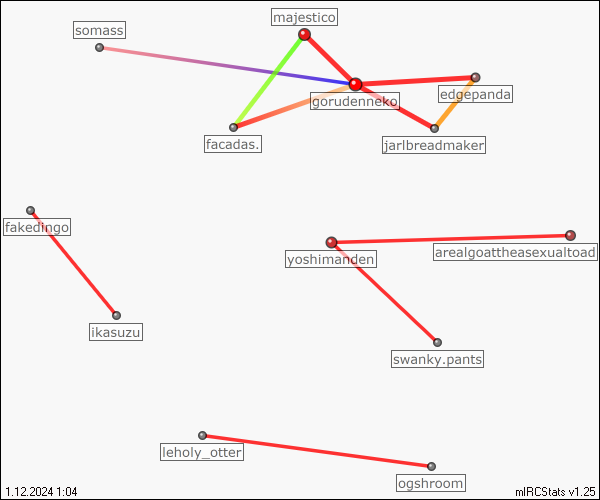 majestico
somass
edgepanda
gorudenneko
facadas.
jarlbreadmaker
fakedingo
arealgoattheasexualtoad
yoshimanden
ikasuzu
swanky.pants
leholy_otter
ogshroom
1.12.2024 1:04
mIRCStats v1.25